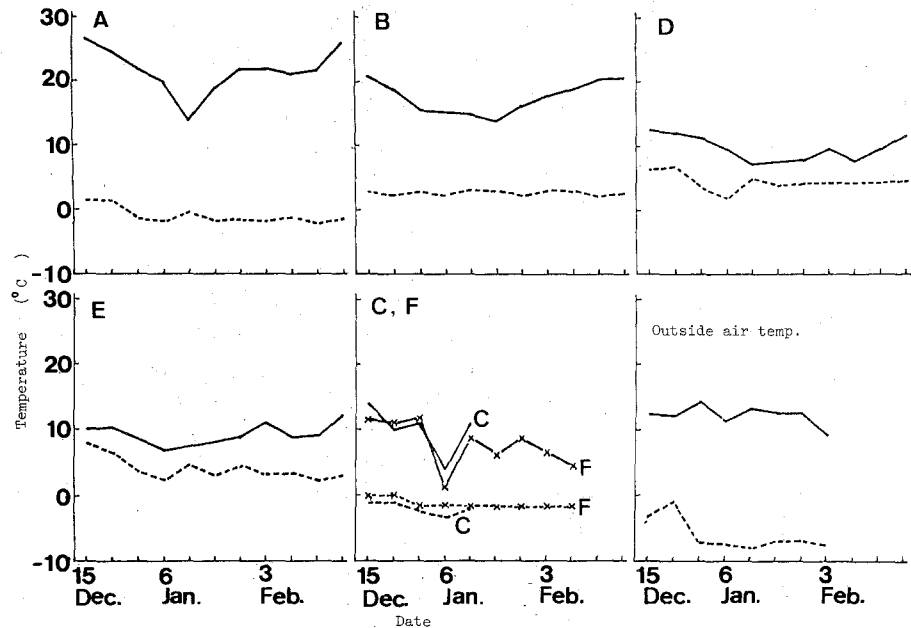 A
B
D
30
20
10
0
-10
E
C, F
Outside air temp.
30
20
10
0
-10
C
F
F
C
Temperature (°C)
15 6 3
Dec. Jan. Feb.
15 6 3
Dec. Jan. Feb.
15 6 3
Dec. Jan. Feb.
Date